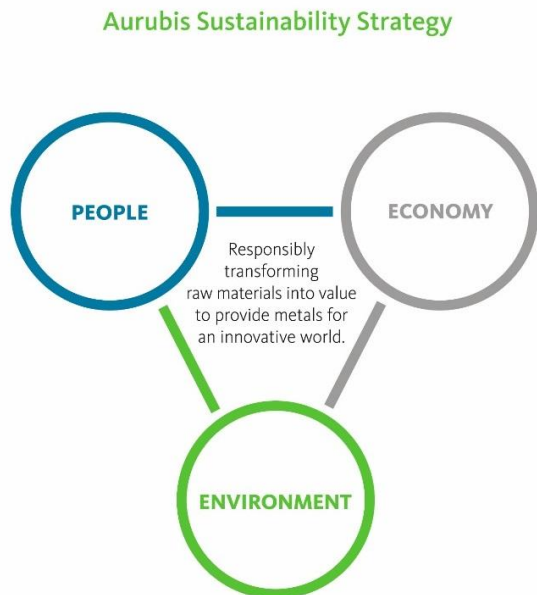 Aurubis Sustainability Strategy
PEOPLE
ECONOMY
Responsibly
transforming
raw materials into value
to provide metals for
an innovative world.
ENVIRONMENT